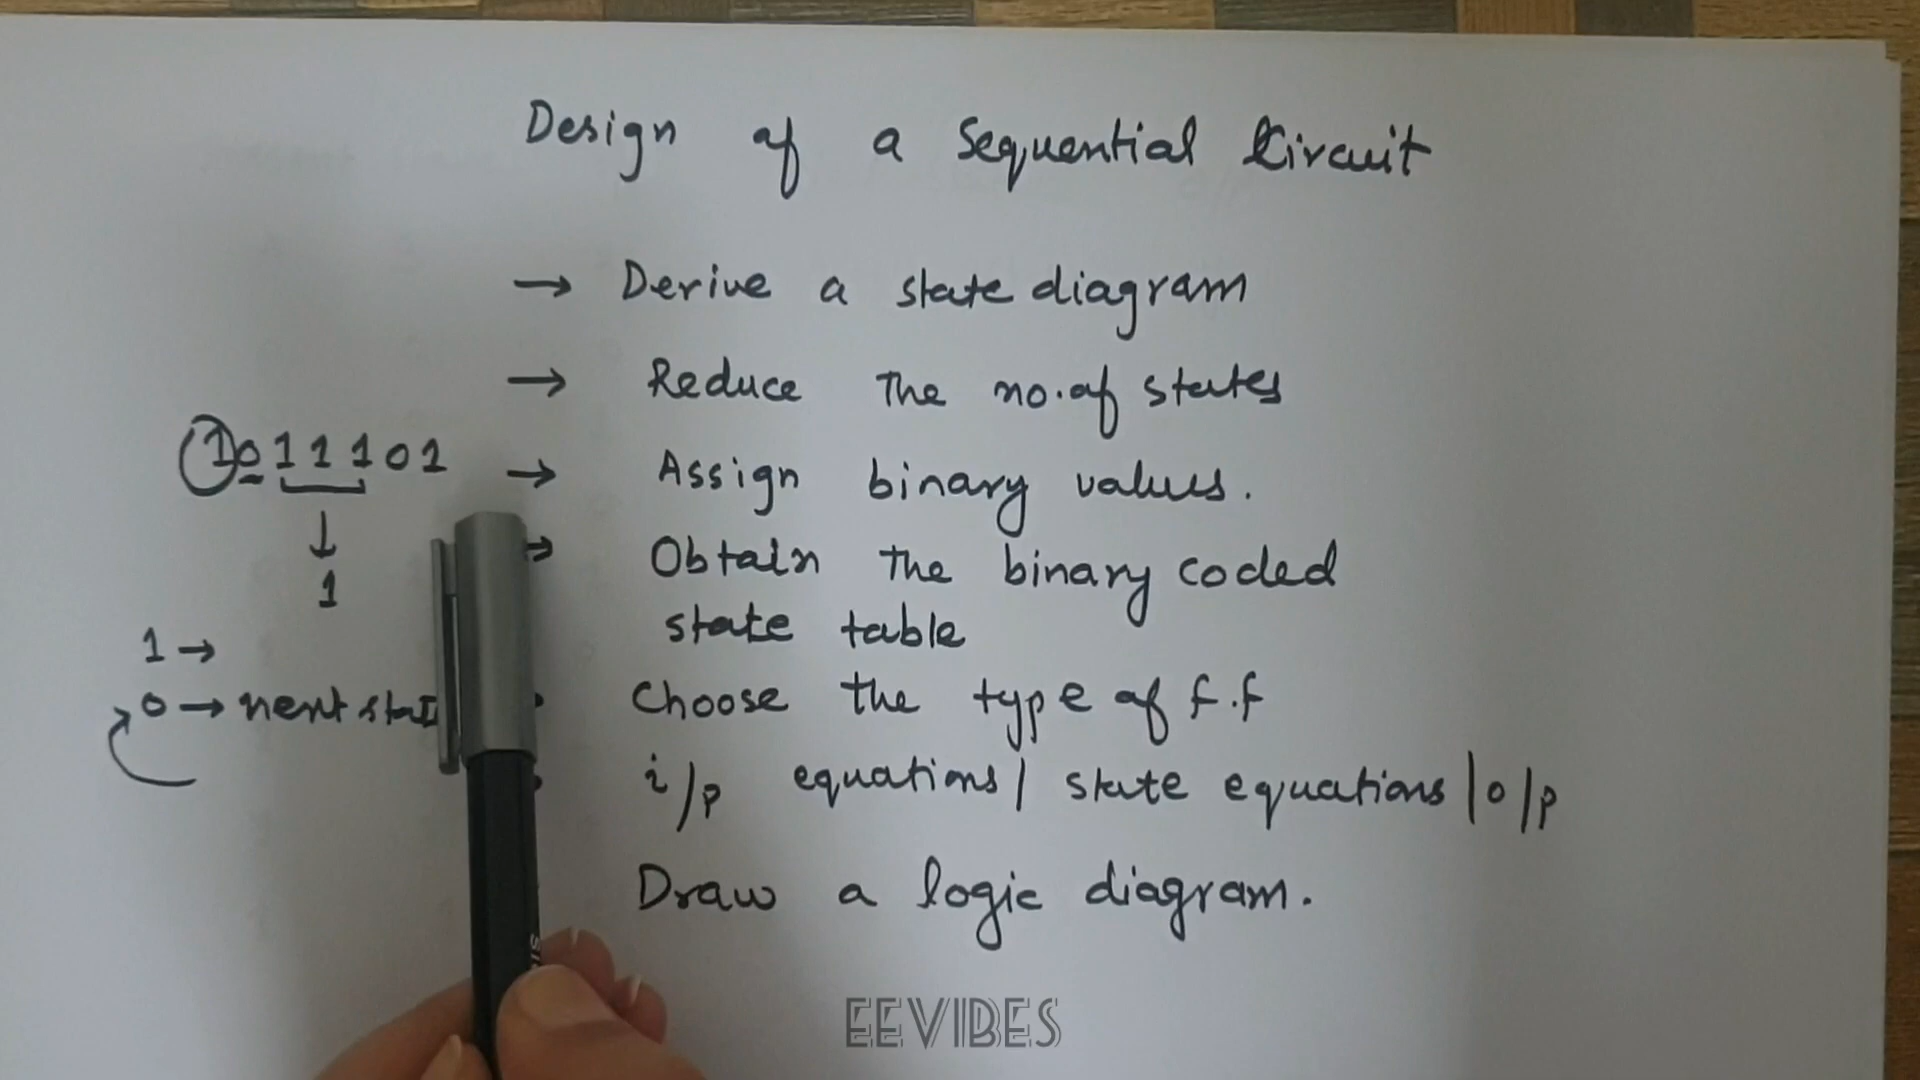 Design of a Sequential Circuit
→ Derive a state diagram
→ Reduce the no. of states
→ Assign binary values.
→ Obtain the binary coded
state table
Choose the type of f.f
i/p equations / state equations / o/p
Draw a logic diagram.
1011101
↓
1
1 →
0 → next
EEVIBES